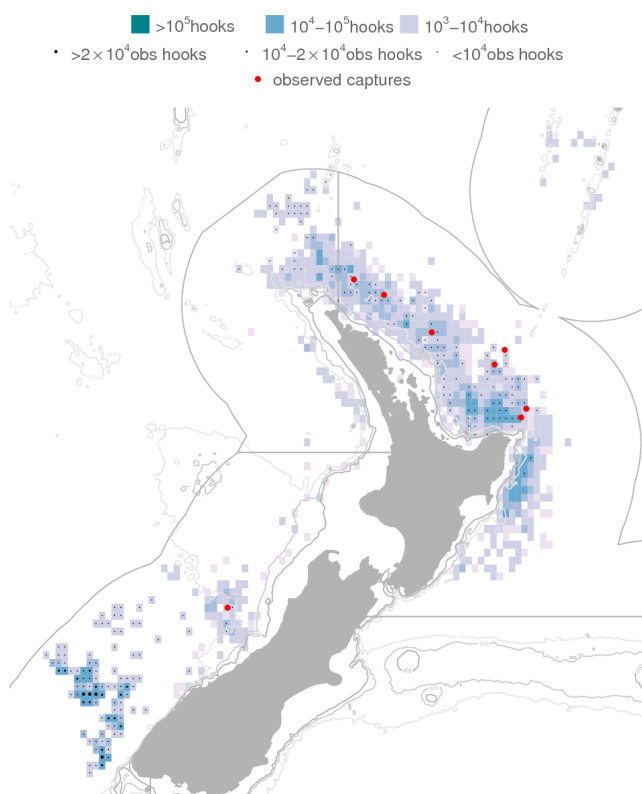 >10⁵hooks 10⁴–10⁵hooks 10³–10⁴hooks
>2×10⁴obs hooks 10⁴–2×10⁴obs hooks <10⁴obs hooks
observed captures